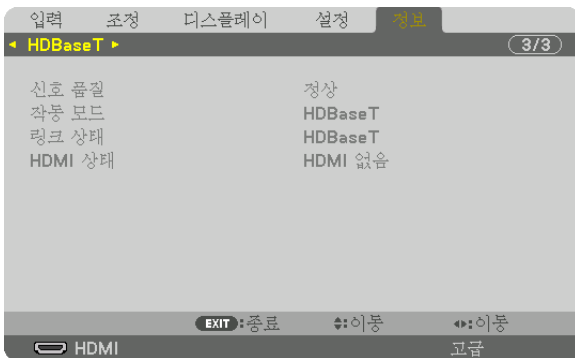 입력 조정 디스플레이 설정 정보
◂ HDBaseT ▸ 3/3
신호 품질 정상
작동 모드 HDBaseT
링크 상태 HDBaseT
HDMI 상태 HDMI 없음
EXIT:종료 :이동 :이동
HDMI 고급